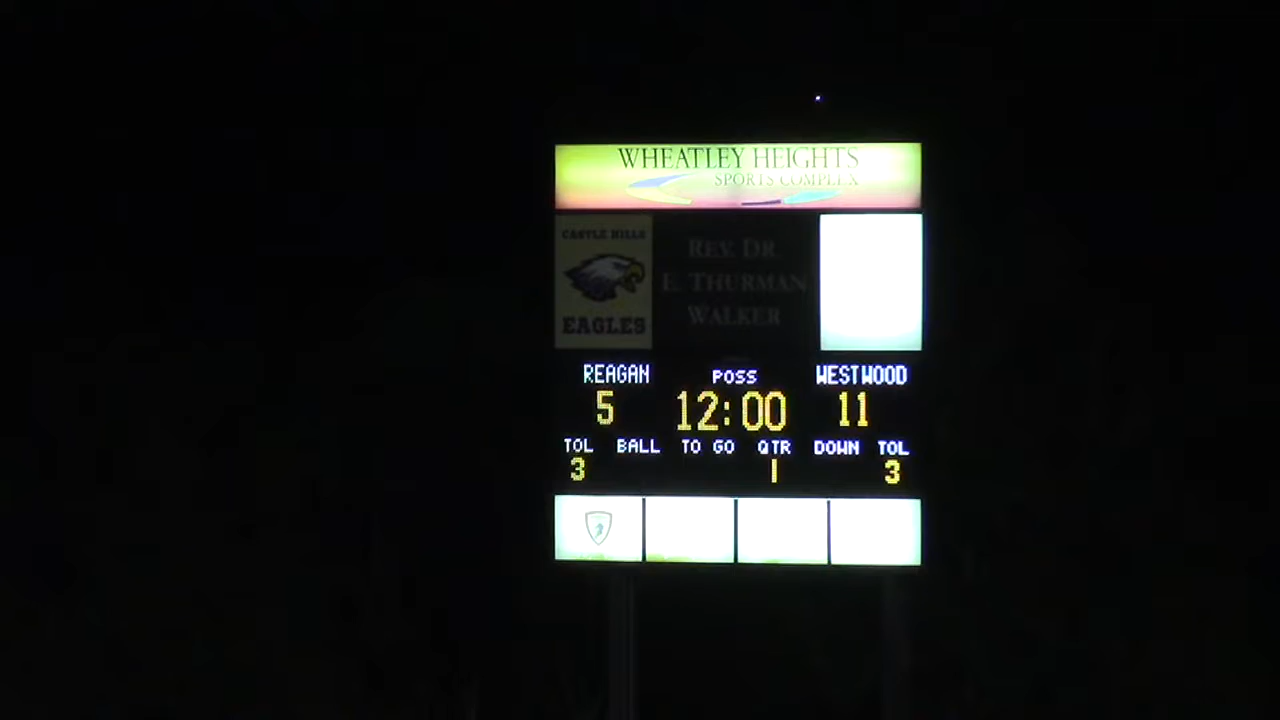 WHEATLEY HEIGHTS
SPORTS COMPLEX
CASTLE HILLS
EAGLES
REV. DR.
E. THURMAN
WALKER
REAGAN POSS WESTWOOD
5 12:00 11
TOL BALL TO GO QTR DOWN TOL
3 1 3